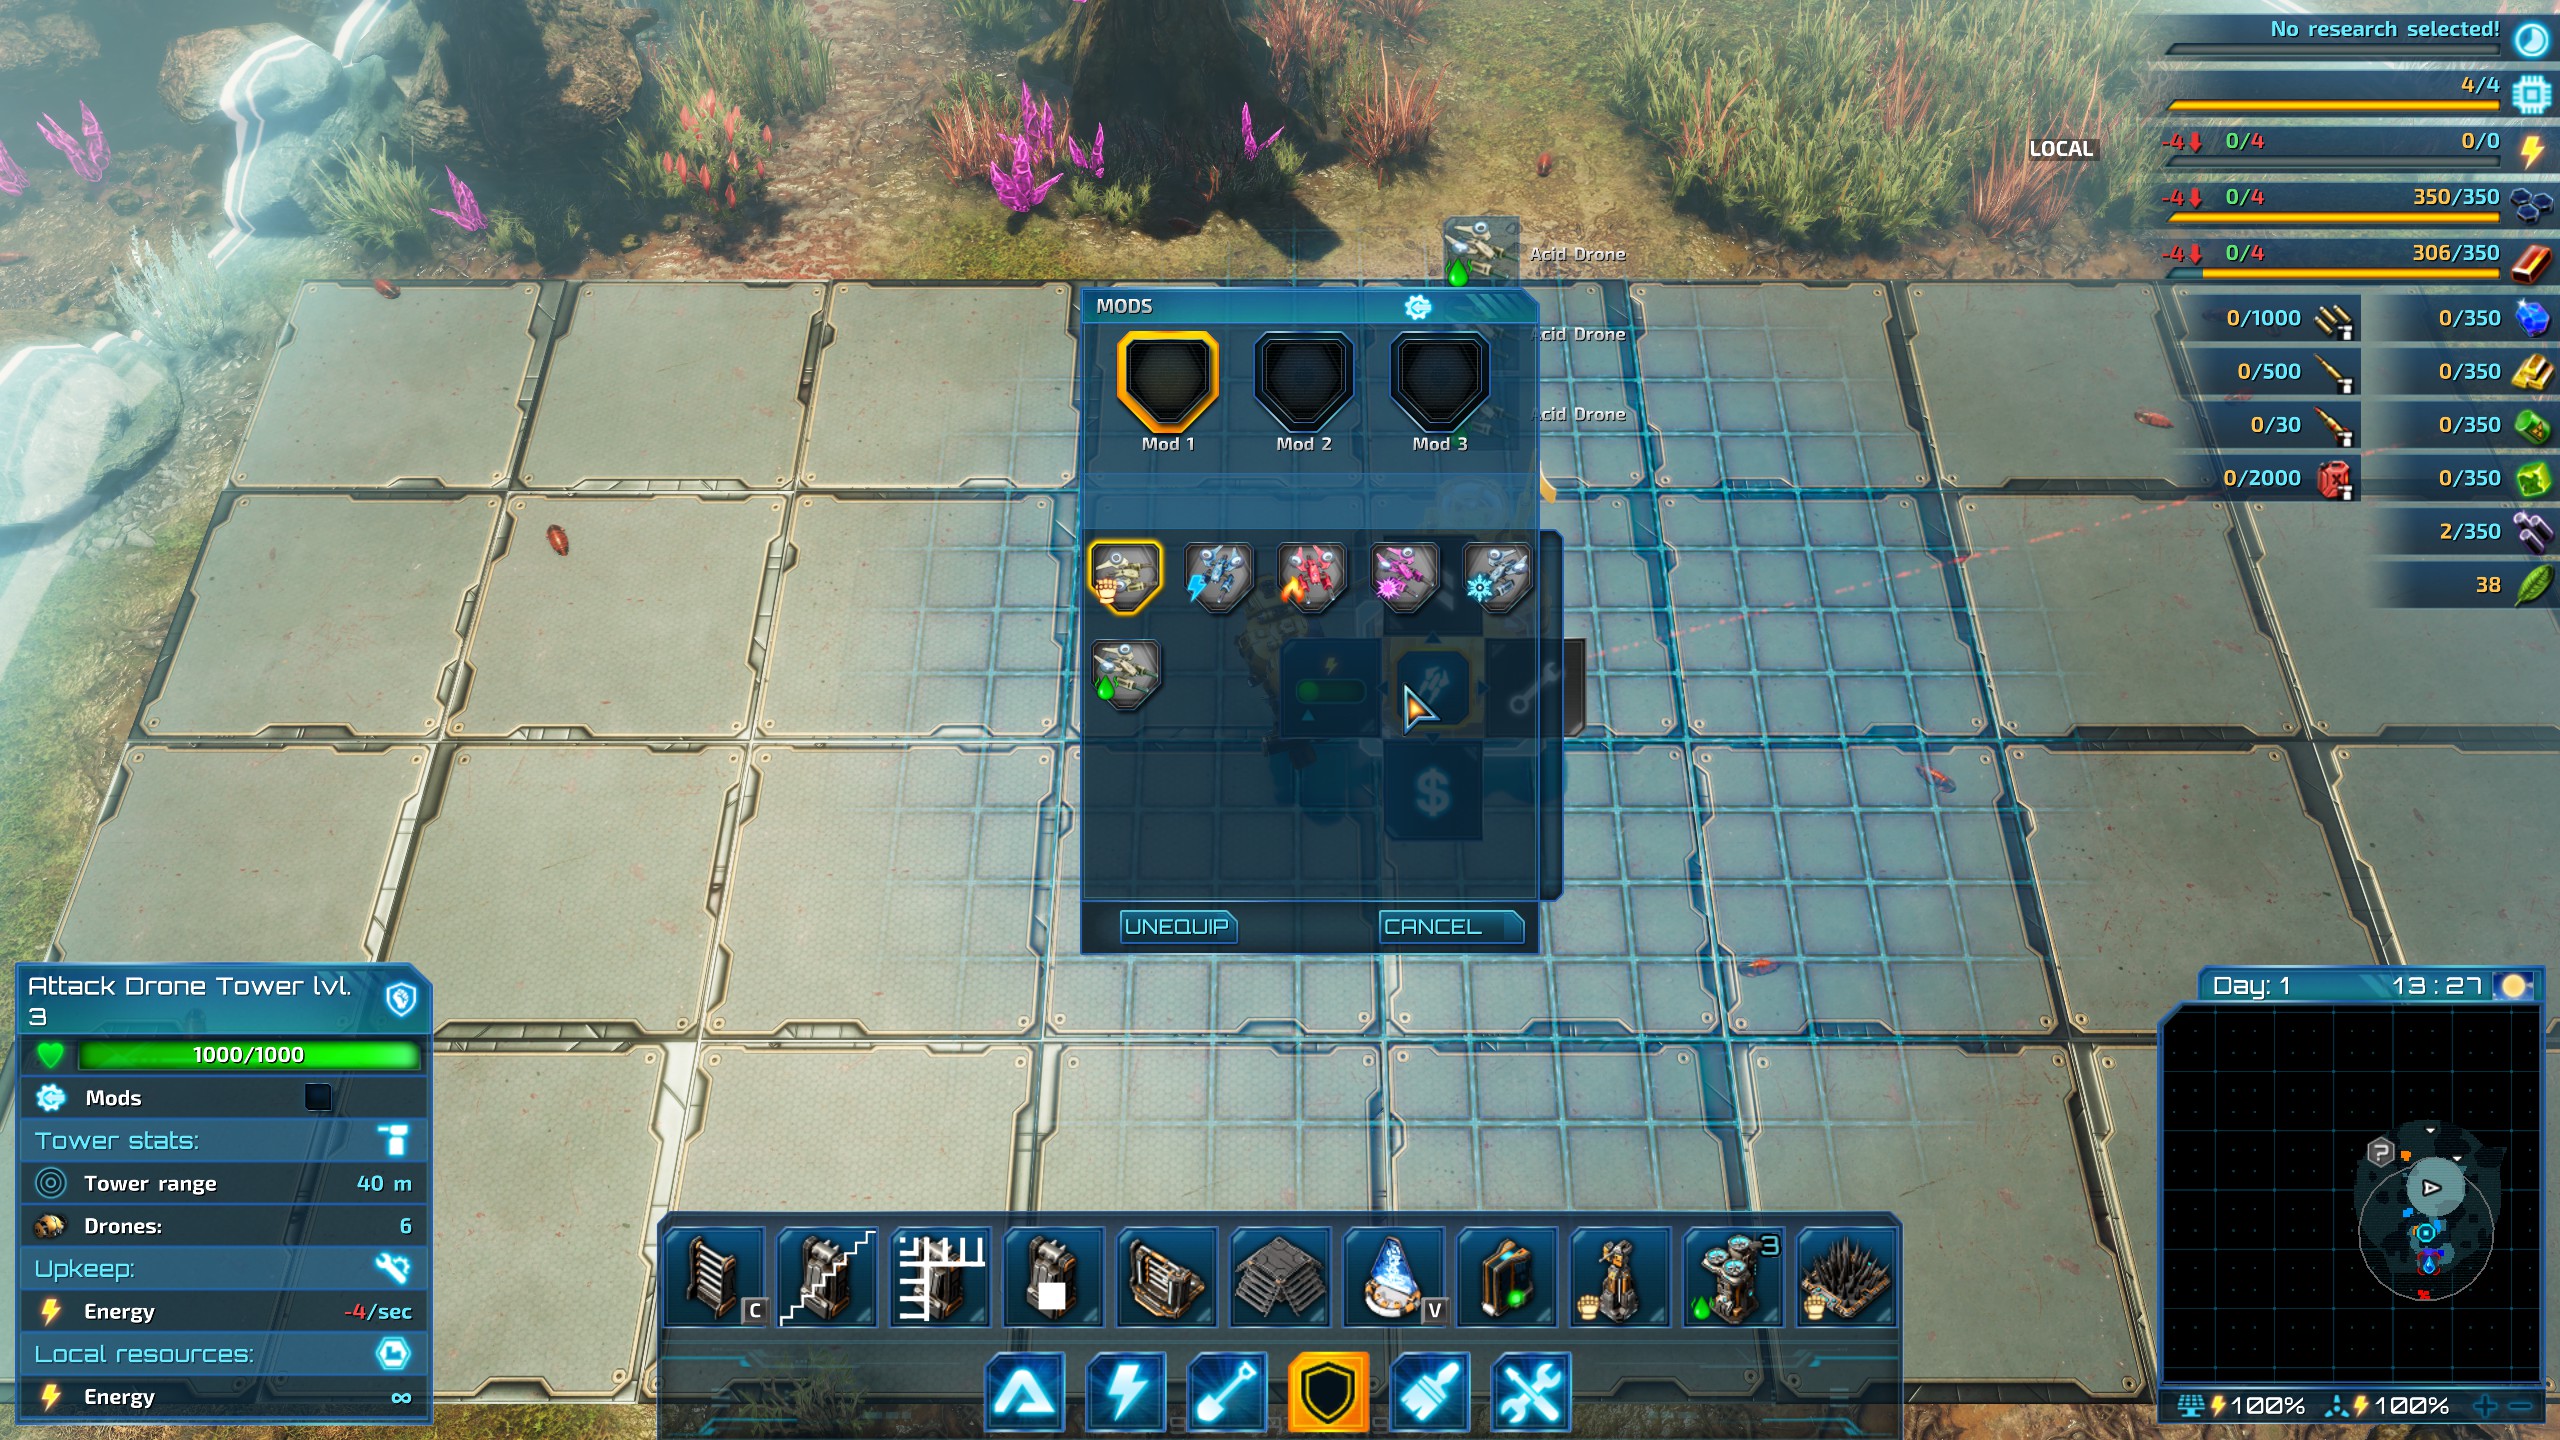 No research selected!
4/4
LOCAL
-4 0/4 0/0
-4 0/4 350/350
-4 0/4 306/350
0/1000 0/350
0/500 0/350
0/30 0/350
0/2000 0/350
2/350
38
Acid Drone
MODS
Acid Drone
Acid Drone
Mod 1 Mod 2 Mod 3
$
UNEQUIP CANCEL
Attack Drone Tower lvl.
3
1000/1000
Mods
Tower stats:
Tower range 40 m
Drones: 6
Upkeep:
Energy -4/sec
Local resources:
Energy ∞
C
V
3
Day: 1 13:27
?
100% 100%